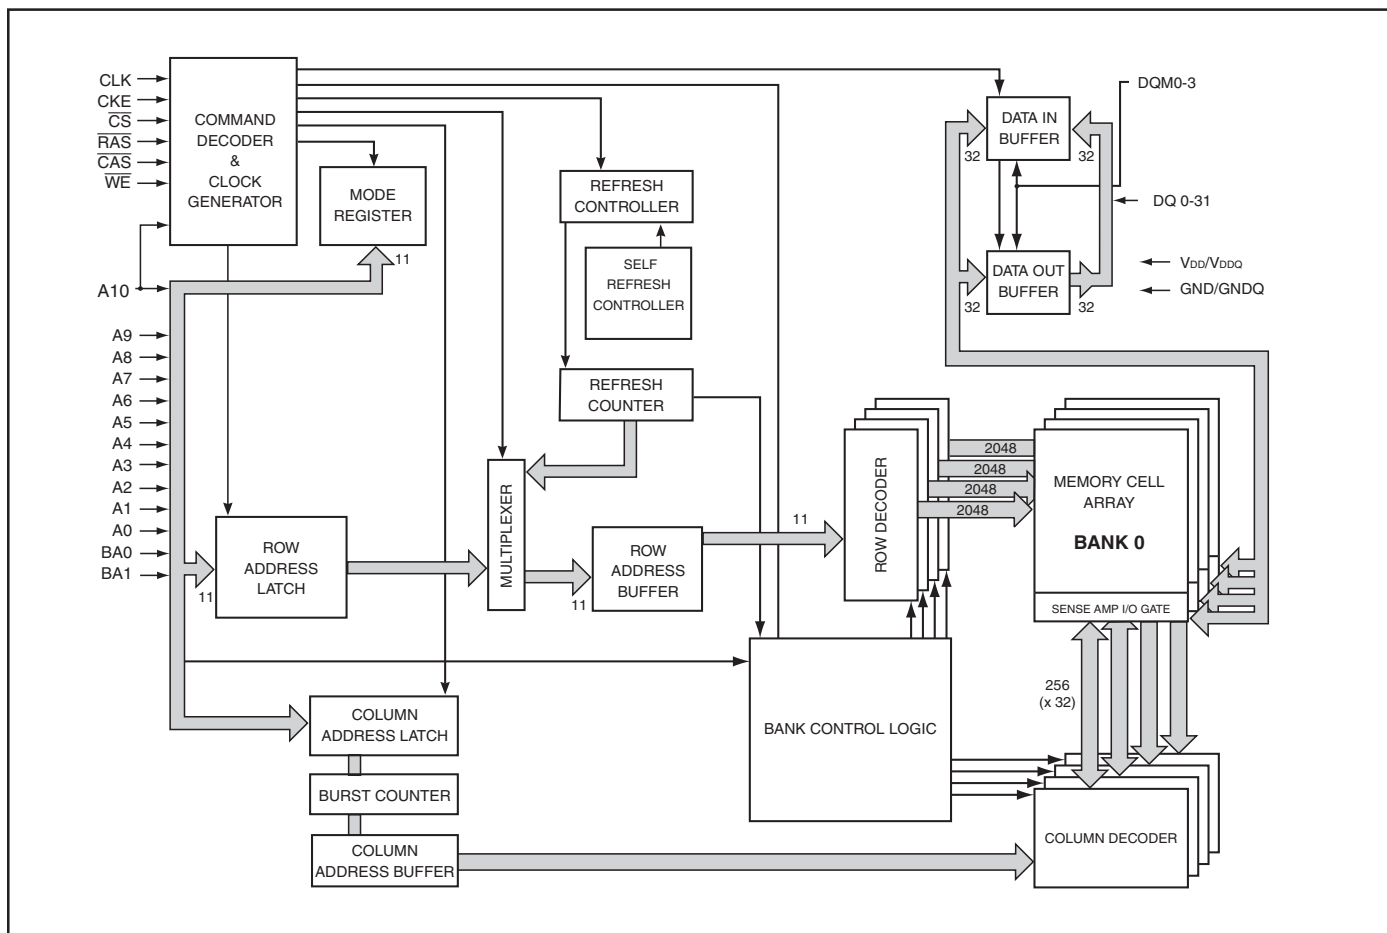 CLK
CKE
CS
RAS
CAS
WE
A10
A9
A8
A7
A6
A5
A4
A3
A2
A1
A0
BA0
BA1
COMMAND
DECODER
&
CLOCK
GENERATOR
MODE
REGISTER
11
REFRESH
CONTROLLER
SELF
REFRESH
CONTROLLER
REFRESH
COUNTER
DATA IN
BUFFER
32
32
DQM0-3
DQ 0-31
DATA OUT
BUFFER
32
32
VDD/VDDQ
GND/GNDQ
11
ROW
ADDRESS
LATCH
MULTIPLEXER
11
ROW
ADDRESS
BUFFER
11
ROW DECODER
2048
2048
2048
2048
MEMORY CELL
ARRAY
BANK 0
SENSE AMP I/O GATE
256
(x 32)
COLUMN
ADDRESS LATCH
BURST COUNTER
COLUMN
ADDRESS BUFFER
BANK CONTROL LOGIC
COLUMN DECODER